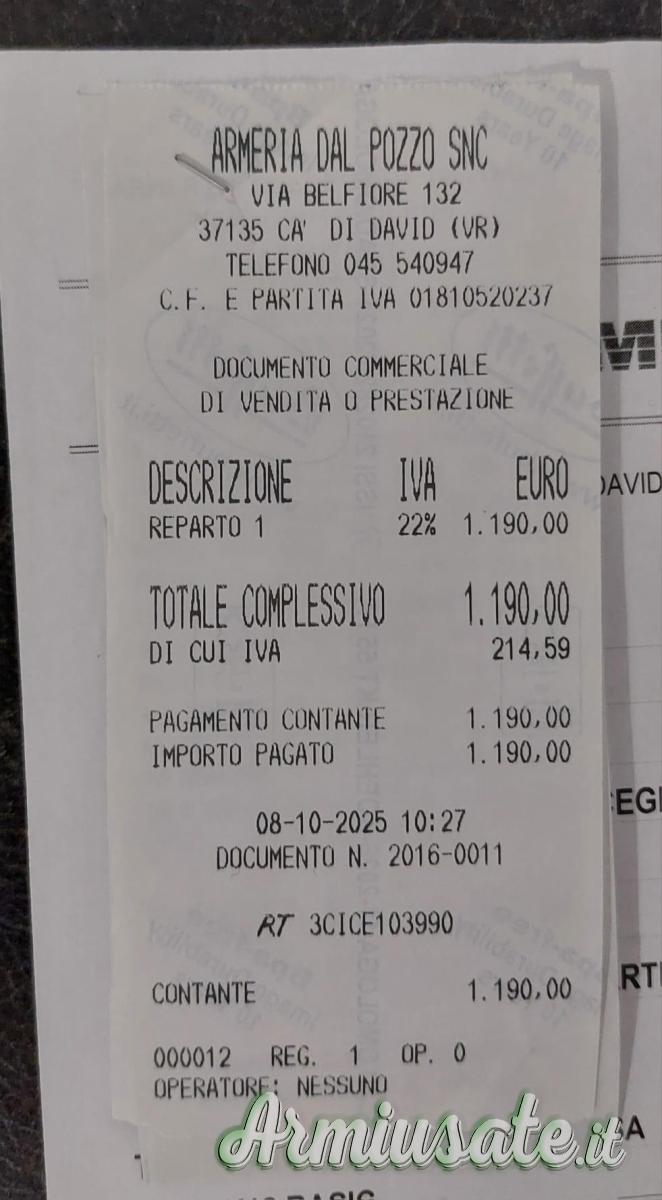 ARMERIA DAL POZZO SNC
VIA BELFIORE 132
37135 CA' DI DAVID (VR)
TELEFONO 045 540947
C.F. E PARTITA IVA 01810520237
DOCUMENTO COMMERCIALE
DI VENDITA O PRESTAZIONE
DESCRIZIONE IVA EURO
REPARTO 1 22% 1.190,00
TOTALE COMPLESSIVO 1.190,00
DI CUI IVA 214,59
PAGAMENTO CONTANTE 1.190,00
IMPORTO PAGATO 1.190,00
08-10-2025 10:27
DOCUMENTO N. 2016-0011
RT 3CICE103990
CONTANTE 1.190,00
000012 REG. 1 OP. 0
OPERATORE: NESSUNO
Armiusate.it
DAVID